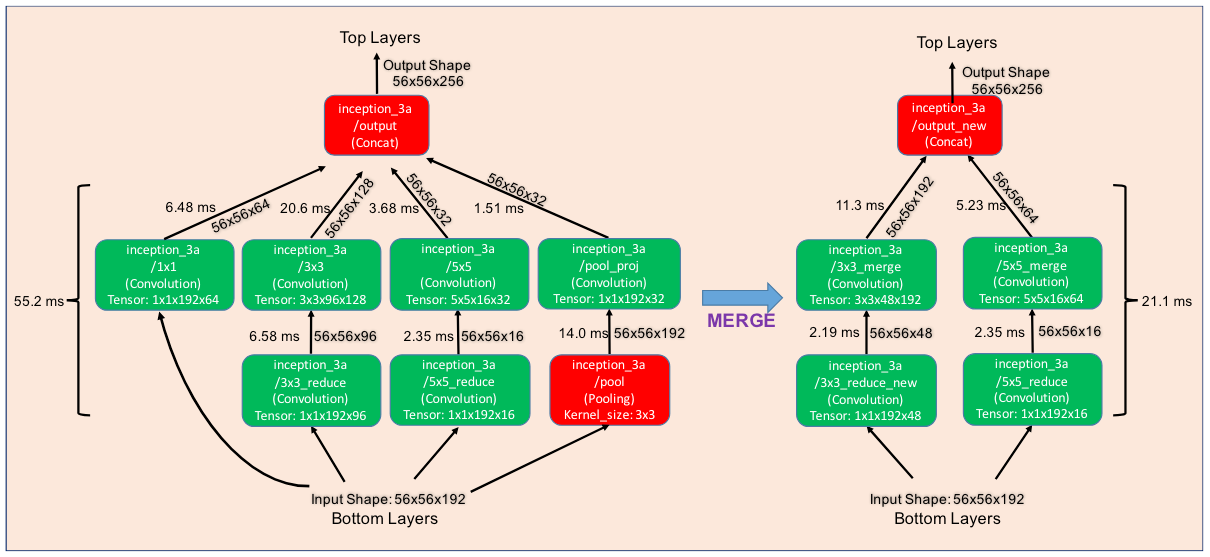 Top Layers
Output Shape
56x56x256
inception_3a
/output
(Concat)
6.48 ms
56x56x64
20.6 ms
56x56x128
3.68 ms
56x56x32
1.51 ms
56x56x32
55.2 ms
inception_3a
/1x1
(Convolution)
Tensor: 1x1x192x64
inception_3a
/3x3
(Convolution)
Tensor: 3x3x96x128
inception_3a
/5x5
(Convolution)
Tensor: 5x5x16x32
inception_3a
/pool_proj
(Convolution)
Tensor: 1x1x192x32
6.58 ms
56x56x96
2.35 ms
56x56x16
14.0 ms
56x56x192
inception_3a
/3x3_reduce
(Convolution)
Tensor: 1x1x192x96
inception_3a
/5x5_reduce
(Convolution)
Tensor: 1x1x192x16
inception_3a
/pool
(Pooling)
Kernel_size: 3x3
Input Shape: 56x56x192
Bottom Layers
MERGE
Top Layers
Output Shape
56x56x256
inception_3a
/output_new
(Concat)
11.3 ms
56x56x192
5.23 ms
56x56x64
inception_3a
/3x3_merge
(Convolution)
Tensor: 3x3x48x192
inception_3a
/5x5_merge
(Convolution)
Tensor: 5x5x16x64
21.1 ms
2.19 ms
56x56x48
2.35 ms
56x56x16
inception_3a
/3x3_reduce_new
(Convolution)
Tensor: 1x1x192x48
inception_3a
/5x5_reduce
(Convolution)
Tensor: 1x1x192x16
Input Shape: 56x56x192
Bottom Layers